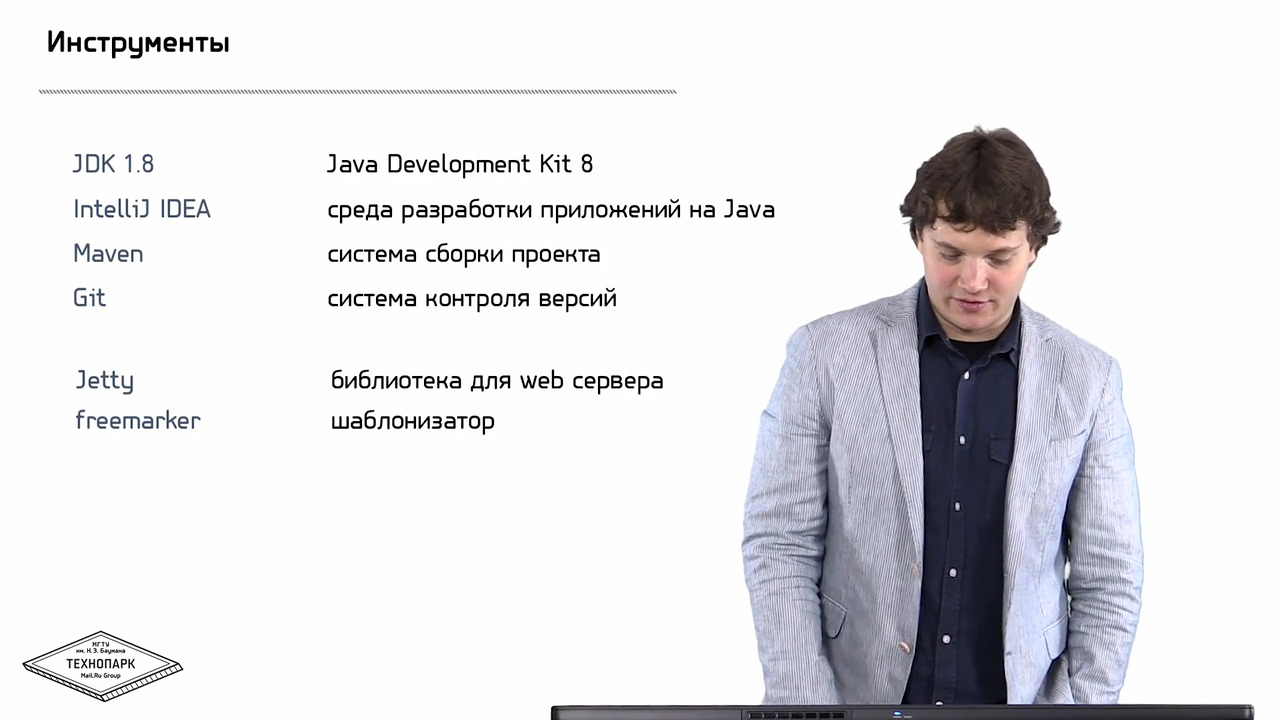 Инструменты
JDK 1.8 Java Development Kit 8
IntelliJ IDEA среда разработки приложений на Java
Maven система сборки проекта
Git система контроля версий
Jetty библиотека для web сервера
freemarker шаблонизатор
МГТУ
им. Н.Э. Баумана
ТЕХНОПАРК
Mail.Ru Group